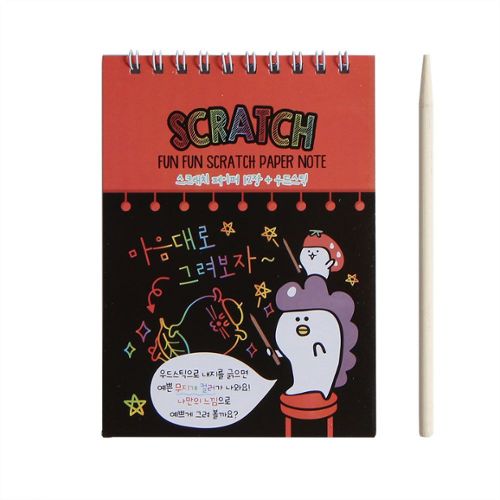 SCRATCH
FUN FUN SCRATCH PAPER NOTE
스크래치 페이퍼 12장 + 우드스틱
마음대로
그려보자~
우드스틱으로 내지를 긁으면
예쁜 무지개 컬러가 나와요!
나만의 느낌으로
예쁘게 그려 볼까요?